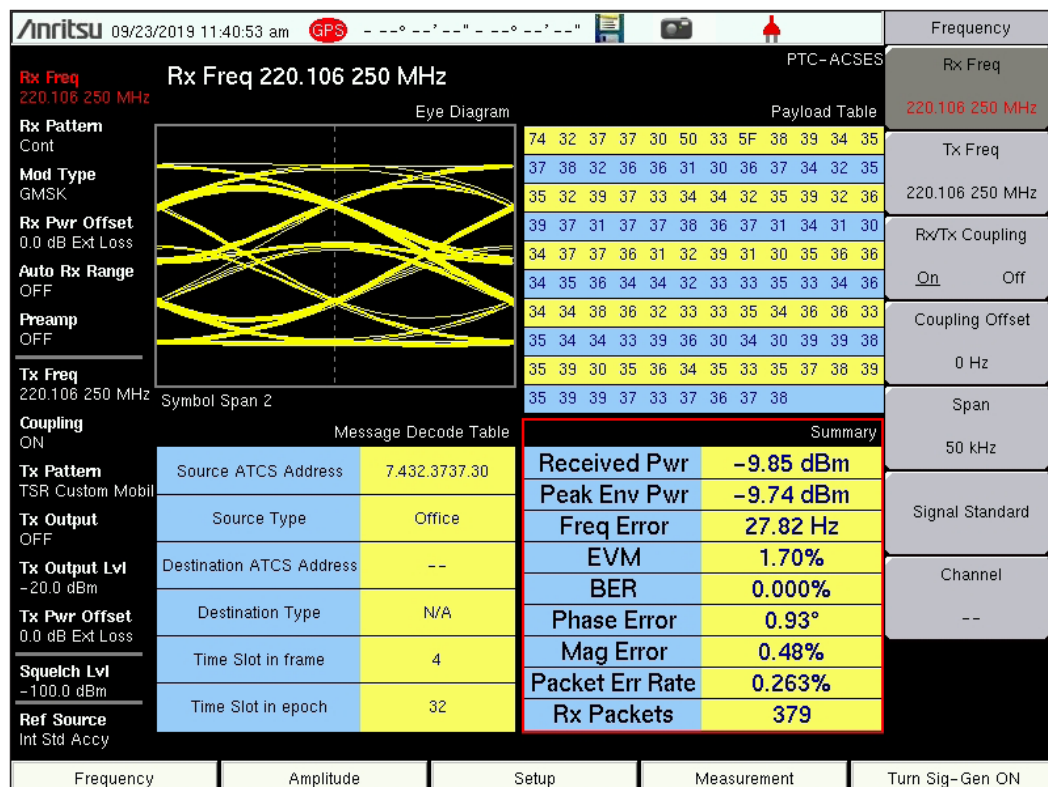 Anritsu 09/23/2019 11:40:53 am GPS - --° --'--" - --° --'--"
PTC-ACSES
Rx Freq
220.106 250 MHz
Rx Pattern
Cont
Mod Type
GMSK
Rx Pwr Offset
0.0 dB Ext Loss
Auto Rx Range
OFF
Preamp
OFF
Tx Freq
220.106 250 MHz
Coupling
ON
Tx Pattern
TSR Custom Mobil
Tx Output
OFF
Tx Output Lvl
-20.0 dBm
Tx Pwr Offset
0.0 dB Ext Loss
Squelch Lvl
-100.0 dBm
Ref Source
Int Std Accy
Rx Freq 220.106 250 MHz
Eye Diagram
Symbol Span 2
Payload Table
74 32 37 37 30 50 33 5F 38 39 34 35
37 38 32 36 36 31 30 36 37 34 32 35
35 32 39 37 33 34 34 32 35 39 32 36
39 37 31 37 37 38 36 37 31 34 31 30
34 37 37 36 31 32 39 31 30 35 36 36
34 35 36 34 34 32 33 33 35 33 34 36
34 34 38 36 32 33 33 35 34 36 36 33
35 34 34 33 39 36 30 34 30 39 39 38
35 39 30 35 36 34 35 33 35 37 38 39
35 39 39 37 33 37 36 37 38
Message Decode Table
Source ATCS Address 7.432.3737.30
Source Type Office
Destination ATCS Address --
Destination Type N/A
Time Slot in frame 4
Time Slot in epoch 32
Summary
Received Pwr -9.85 dBm
Peak Env Pwr -9.74 dBm
Freq Error 27.82 Hz
EVM 1.70%
BER 0.000%
Phase Error 0.93°
Mag Error 0.48%
Packet Err Rate 0.263%
Rx Packets 379
Frequency
Rx Freq
220.106 250 MHz
Tx Freq
220.106 250 MHz
Rx/Tx Coupling
On Off
Coupling Offset
0 Hz
Span
50 kHz
Signal Standard
Channel
--
Frequency Amplitude Setup Measurement Turn Sig-Gen ON